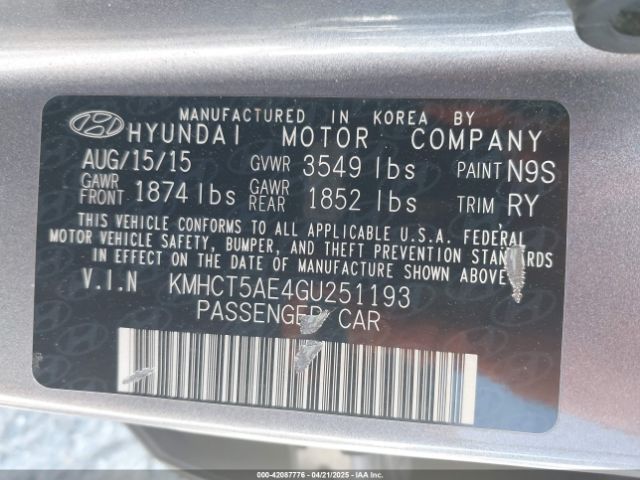 MANUFACTURED IN KOREA BY
HYUNDAI MOTOR COMPANY
AUG/15/15 GVWR 3549 lbs PAINT N9S
GAWR FRONT 1874 lbs GAWR REAR 1852 lbs TRIM RY
THIS VEHICLE CONFORMS TO ALL APPLICABLE U.S.A. FEDERAL
MOTOR VEHICLE SAFETY, BUMPER, AND THEFT PREVENTION STANDARDS
IN EFFECT ON THE DATE OF MANUFACTURE SHOWN ABOVE
V.I.N KMHCT5AE4GU251193
PASSENGER CAR
000-42087776 04/21/2025 IAAI.COM